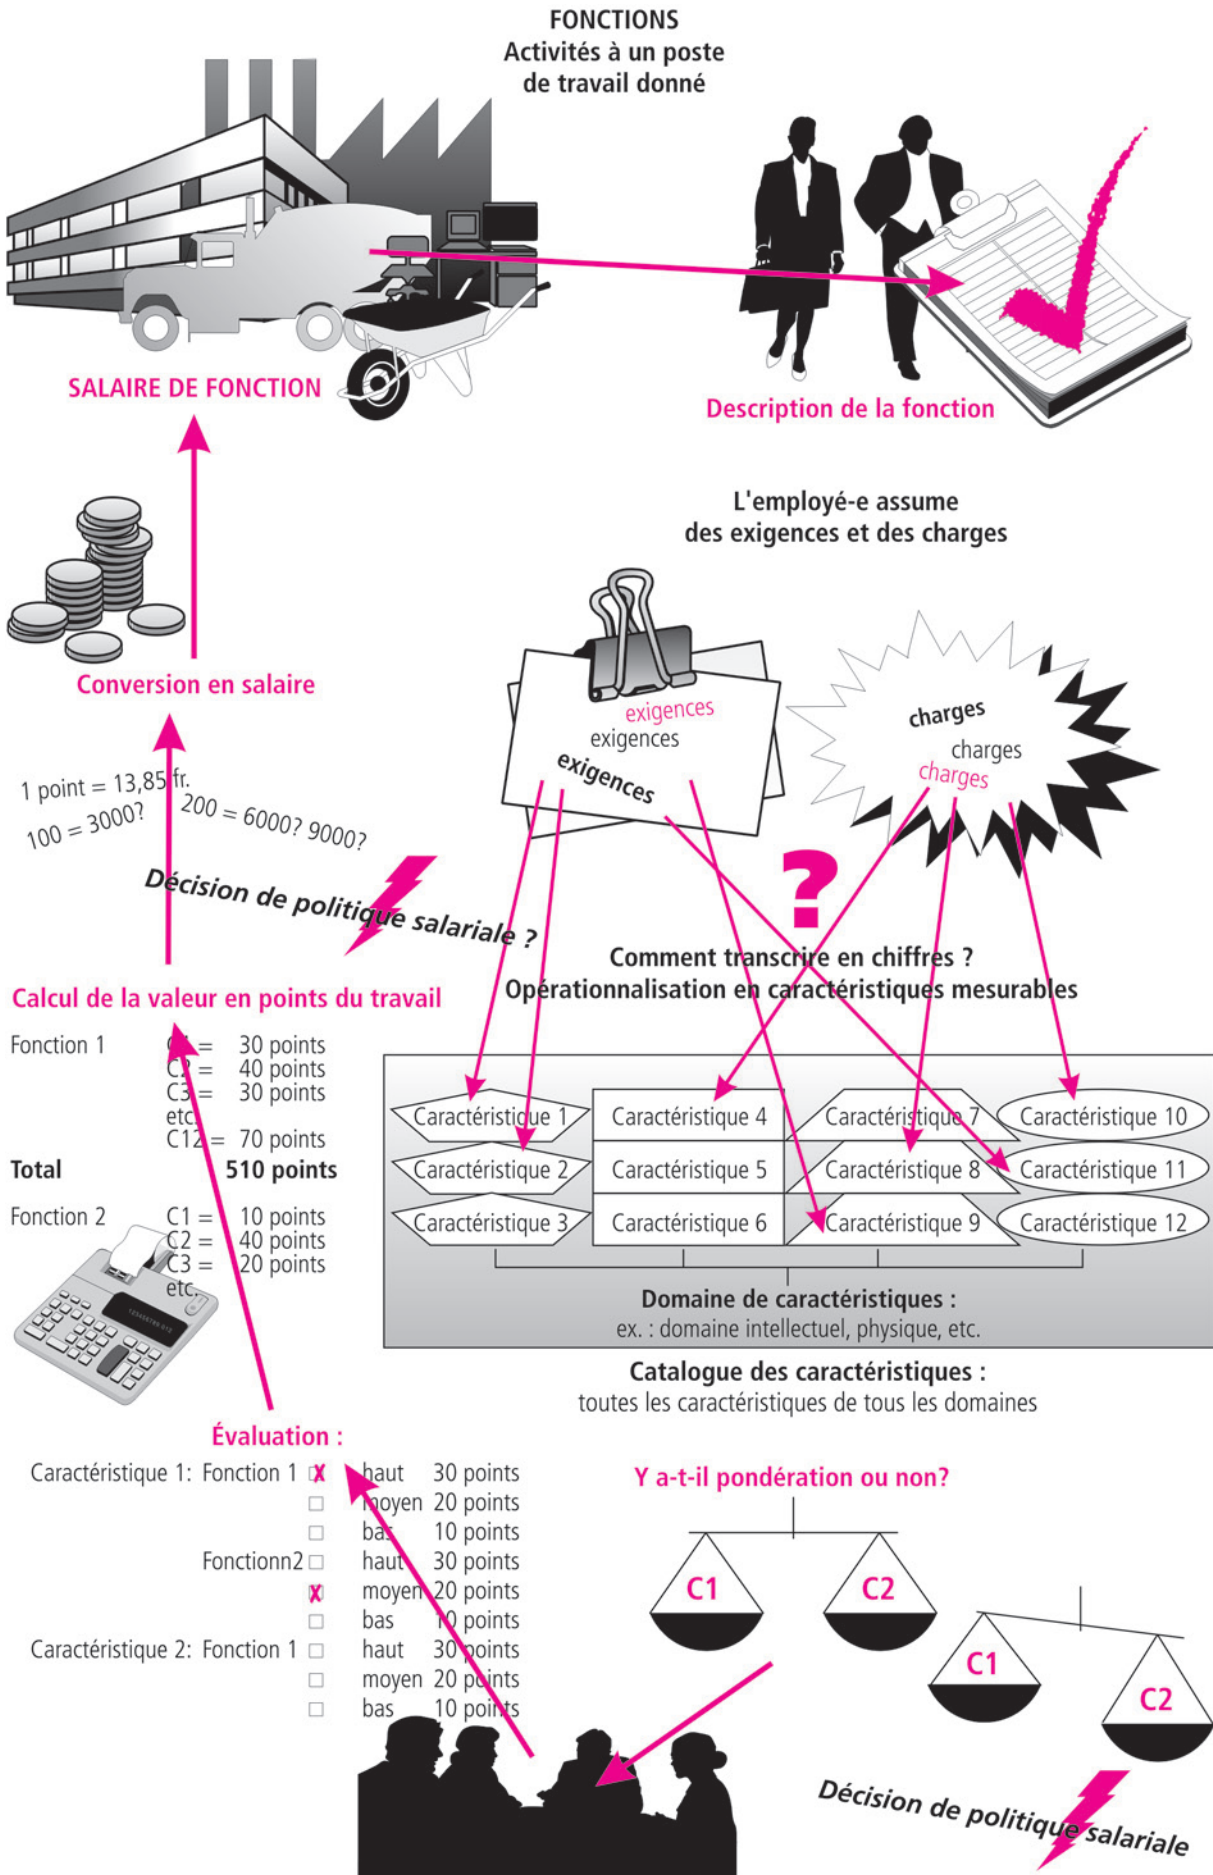 FONCTIONS
Activités à un poste
de travail donné
SALAIRE DE FONCTION
Description de la fonction
L'employé-e assume
des exigences et des charges
exigences
exigences
exigences
charges
charges
charges
Conversion en salaire
1 point = 13,85 fr.
100 = 3000?
200 = 6000? 9000?
Décision de politique salariale ?
?
Comment transcrire en chiffres ?
Opérationnalisation en caractéristiques mesurables
Calcul de la valeur en points du travail
Fonction 1 C1 = 30 points
C2 = 40 points
C3 = 30 points
etc.
C12 = 70 points
Total 510 points
Fonction 2 C1 = 10 points
C2 = 40 points
C3 = 20 points
etc.
Caractéristique 1 Caractéristique 4 Caractéristique 7 Caractéristique 10
Caractéristique 2 Caractéristique 5 Caractéristique 8 Caractéristique 11
Caractéristique 3 Caractéristique 6 Caractéristique 9 Caractéristique 12
Domaine de caractéristiques :
ex. : domaine intellectuel, physique, etc.
Catalogue des caractéristiques :
toutes les caractéristiques de tous les domaines
Évaluation :
Caractéristique 1: Fonction 1 haut 30 points
moyen 20 points
bas 10 points
Fonctionn2 haut 30 points
moyen 20 points
bas 10 points
Caractéristique 2: Fonction 1 haut 30 points
moyen 20 points
bas 10 points
Y a-t-il pondération ou non?
C1 C2
C1
C2
Décision de politique salariale